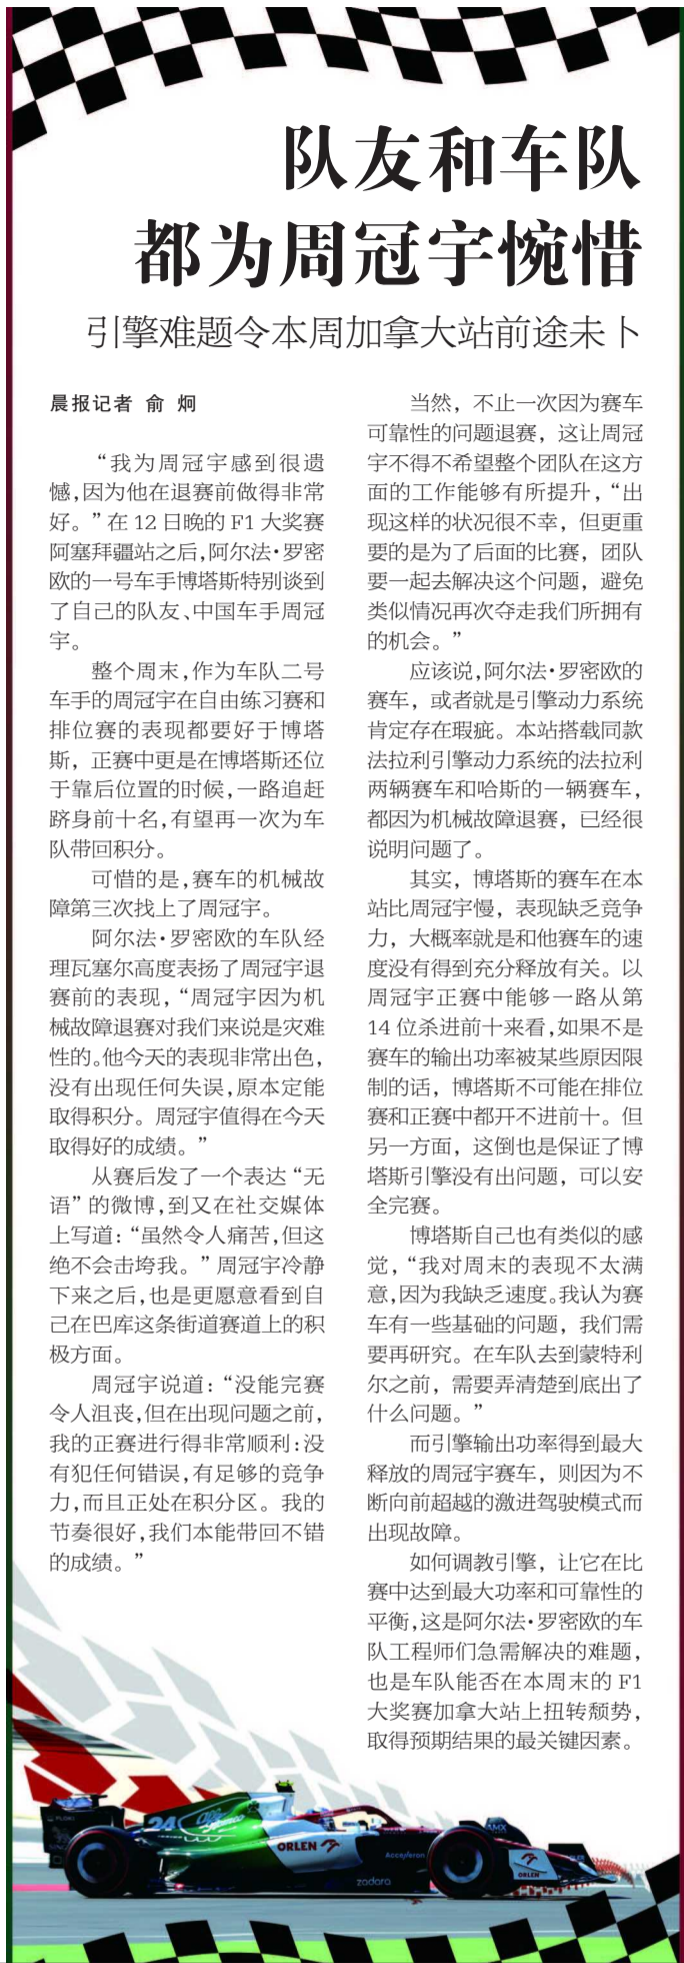 队友和车队
都为周冠宇惋惜
引擎难题令本周加拿大站前途未卜
晨报记者 俞 炯
“我为周冠宇感到很遗
憾,因为他在退赛前做得非常
好。”在 12 日晚的 F1 大奖赛
阿塞拜疆站之后,阿尔法·罗密
欧的一号车手博塔斯特别谈到
了自己的队友、中国车手周冠
宇。
整个周末,作为车队二号
车手的周冠宇在自由练习赛和
排位赛的表现都要好于博塔
斯，正赛中更是在博塔斯还位
于靠后位置的时候,一路追赶
跻身前十名,有望再一次为车
队带回积分。
可惜的是,赛车的机械故
障第三次找上了周冠宇。
阿尔法·罗密欧的车队经
理瓦塞尔高度表扬了周冠宇退
赛前的表现，“周冠宇因为机
械故障退赛对我们来说是灾难
性的。他今天的表现非常出色,
没有出现任何失误,原本定能
取得积分。周冠宇值得在今天
取得好的成绩。”
从赛后发了一个表达“无
语”的微博,到又在社交媒体
上写道：“虽然令人痛苦,但这
绝不会击垮我。”周冠宇冷静
下来之后,也是更愿意看到自
己在巴库这条街道赛道上的积
极方面。
周冠宇说道：“没能完赛
令人沮丧,但在出现问题之前,
我的正赛进行得非常顺利:没
有犯任何错误,有足够的竞争
力,而且正处在积分区。我的
节奏很好,我们本能带回不错
的成绩。”
当然，不止一次因为赛车
可靠性的问题退赛，这让周冠
宇不得不希望整个团队在这方
面的工作能够有所提升，“出
现这样的状况很不幸，但更重
要的是为了后面的比赛，团队
要一起去解决这个问题，避免
类似情况再次夺走我们所拥有
的机会。”
应该说,阿尔法·罗密欧的
赛车，或者就是引擎动力系统
肯定存在瑕疵。本站搭载同款
法拉利引擎动力系统的法拉利
两辆赛车和哈斯的一辆赛车,
都因为机械故障退赛，已经很
说明问题了。
其实，博塔斯的赛车在本
站比周冠宇慢，表现缺乏竞争
力，大概率就是和他赛车的速
度没有得到充分释放有关。以
周冠宇正赛中能够一路从第
14 位杀进前十来看,如果不是
赛车的输出功率被某些原因限
制的话，博塔斯不可能在排位
赛和正赛中都开不进前十。但
另一方面，这倒也是保证了博
塔斯引擎没有出问题，可以安
全完赛。
博塔斯自己也有类似的感
觉，“我对周末的表现不太满
意,因为我缺乏速度。我认为赛
车有一些基础的问题，我们需
要再研究。在车队去到蒙特利
尔之前，需要弄清楚到底出了
什么问题。”
而引擎输出功率得到最大
释放的周冠宇赛车，则因为不
断向前超越的激进驾驶模式而
出现故障。
如何调教引擎，让它在比
赛中达到最大功率和可靠性的
平衡,这是阿尔法·罗密欧的车
队工程师们急需解决的难题,
也是车队能否在本周末的 F1
大奖赛加拿大站上扭转颓势,
取得预期结果的最关键因素。
24
Alfa Romeo
ORLEN
Accelleron
zadara
ORLEN